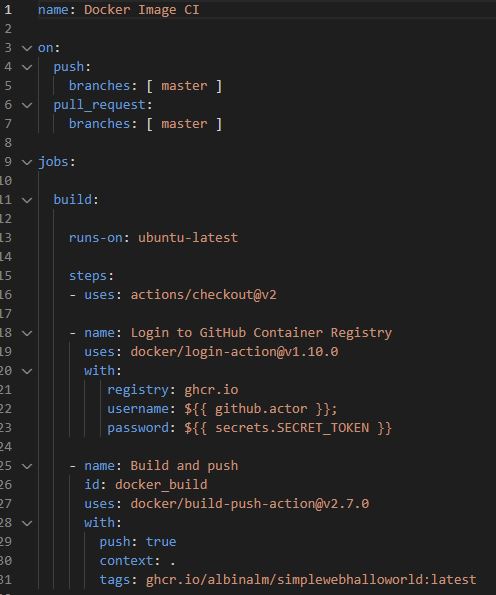 1 name: Docker Image CI
2
3 on:
4   push:
5     branches: [ master ]
6   pull_request:
7     branches: [ master ]
8
9 jobs:
10
11   build:
12
13     runs-on: ubuntu-latest
14
15     steps:
16     - uses: actions/checkout@v2
17
18     - name: Login to GitHub Container Registry
19       uses: docker/login-action@v1.10.0
20       with:
21          registry: ghcr.io
22          username: ${{ github.actor }};
23          password: ${{ secrets.SECRET_TOKEN }}
24
25     - name: Build and push
26       id: docker_build
27       uses: docker/build-push-action@v2.7.0
28       with:
29         push: true
30         context: .
31         tags: ghcr.io/albinalm/simplewebhalloworld:latest